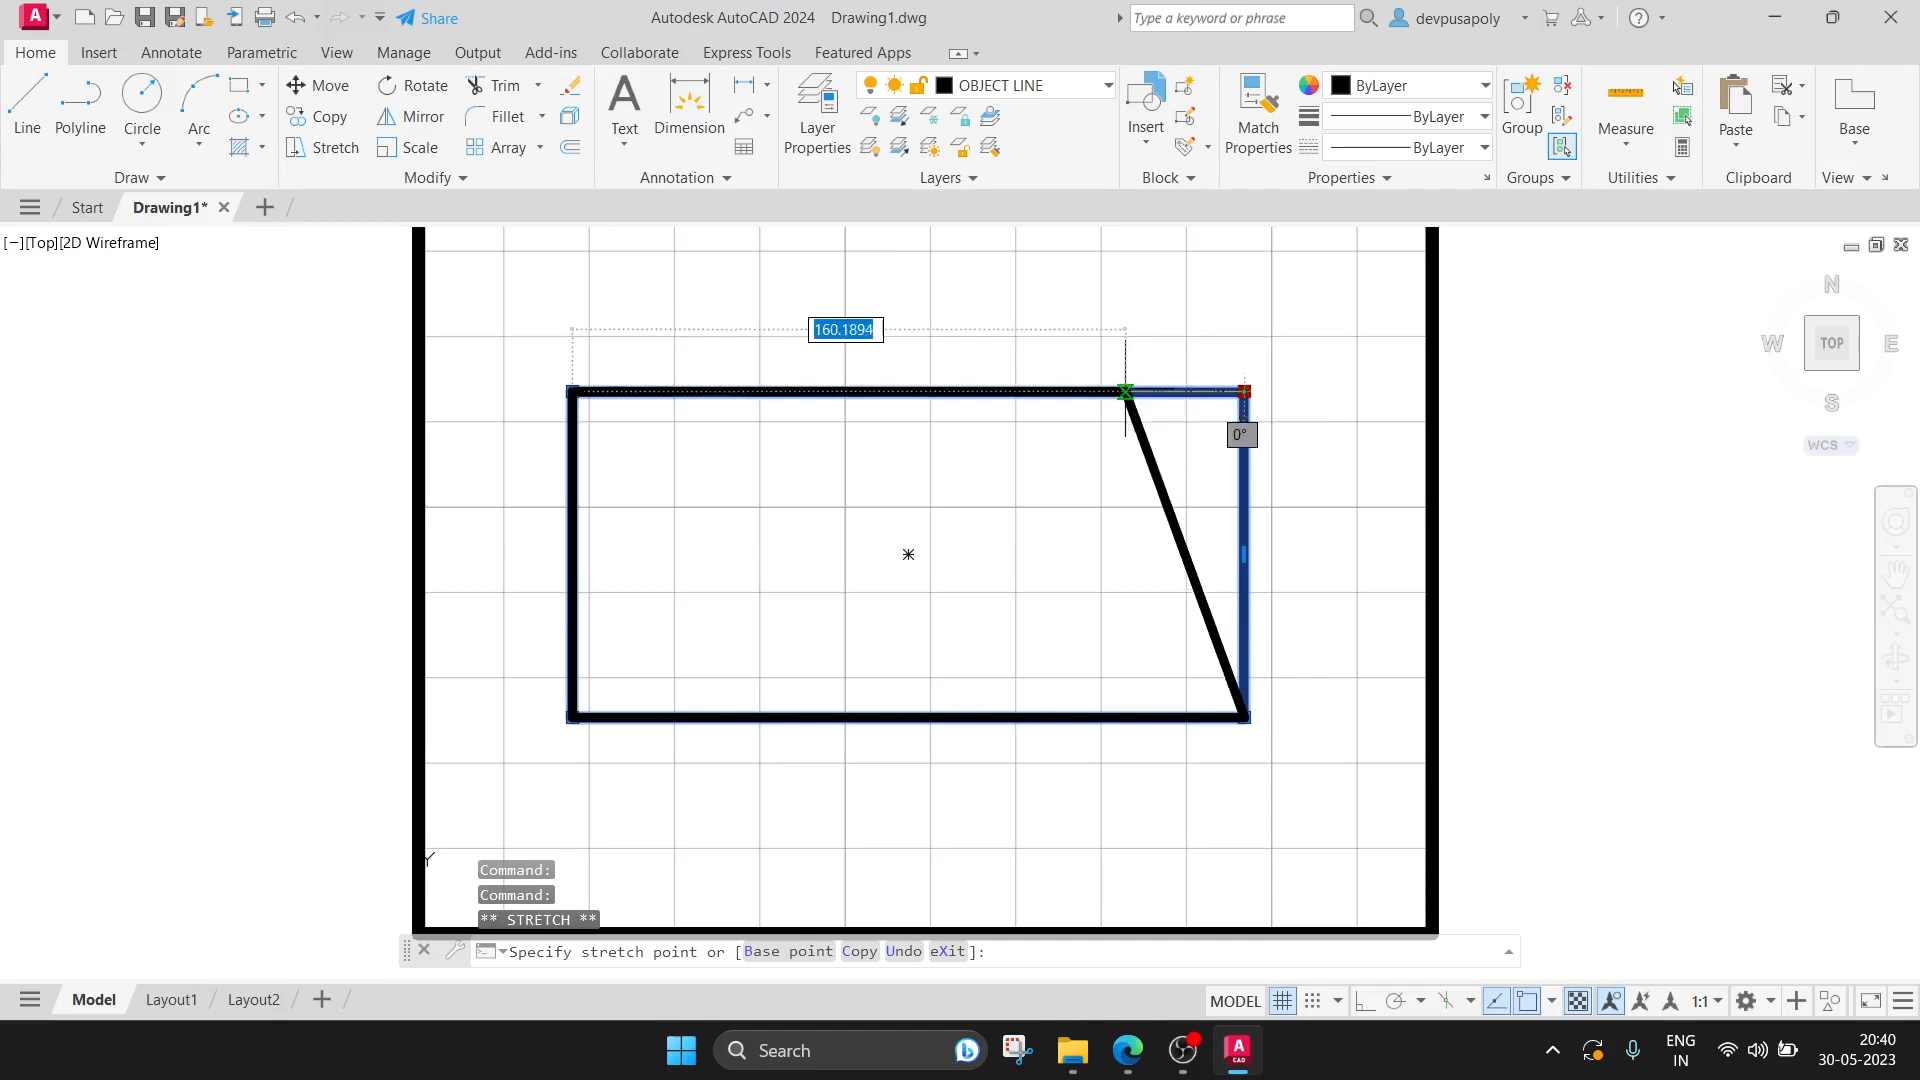 Share
Autodesk AutoCAD 2024 Drawing1.dwg
Type a keyword or phrase
devpusapoly
Home Insert Annotate Parametric View Manage Output Add-ins Collaborate Express Tools Featured Apps
Line
Polyline
Circle
Arc
Draw
Move
Rotate
Trim
Copy
Mirror
Fillet
Stretch
Scale
Array
Modify
Text
Dimension
Annotation
Layer
Properties
OBJECT LINE
Layers
Insert
Block
Match
Properties
ByLayer
ByLayer
ByLayer
Properties
Group
Groups
Measure
Utilities
Paste
Clipboard
Base
View
Start
Drawing1*
[−][Top][2D Wireframe]
N
W TOP E
S
WCS
160.1894
0°
Y
Command:
Command:
** STRETCH **
Specify stretch point or [Base point Copy Undo eXit]:
Model Layout1 Layout2
MODEL
1:1
Search
A
CAD
ENG
IN
20:40
30-05-2023